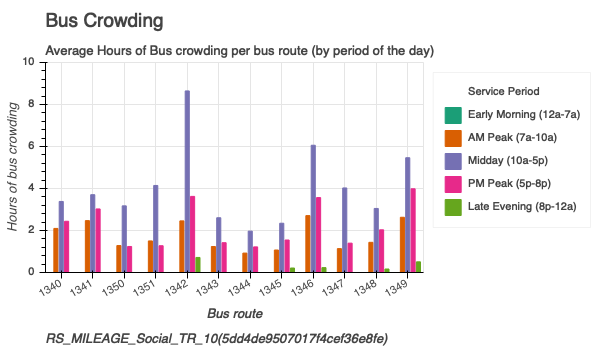 Bus Crowding
Average Hours of Bus crowding per bus route (by period of the day)
10
8
6
4
2
0
Hours of bus crowding
1340 1341 1350 1351 1342 1343 1344 1345 1346 1347 1348 1349
Bus route
Service Period
Early Morning (12a-7a)
AM Peak (7a-10a)
Midday (10a-5p)
PM Peak (5p-8p)
Late Evening (8p-12a)
RS_MILEAGE_Social_TR_10(5dd4de9507017f4cef36e8fe)